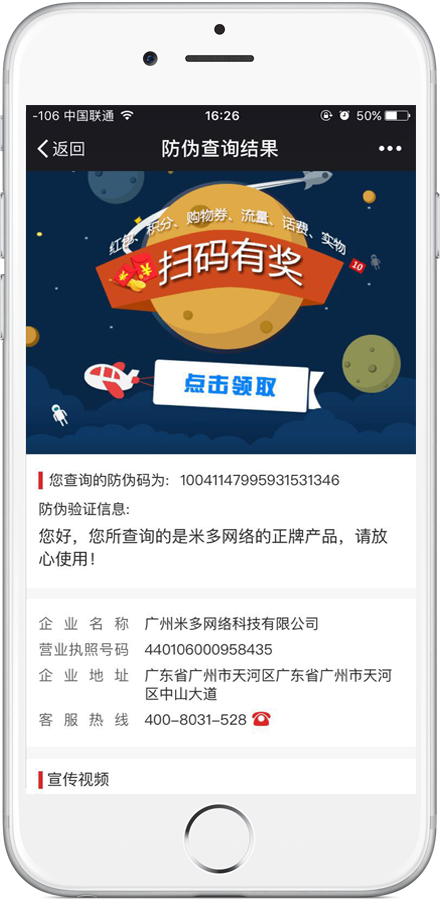 -106 中国联通 16:26 50%
返回 防伪查询结果
红包、积分、购物券、流量、话费、实物
扫码有奖
10
点击领取
您查询的防伪码为: 10041147995931531346
防伪验证信息:
您好，您所查询的是米多网络的正牌产品，请放
心使用！
企业名称 广州米多网络科技有限公司
营业执照号码 440106000958435
企业地址 广东省广州市天河区广东省广州市天河
区中山大道
客服热线 400-8031-528
宣传视频